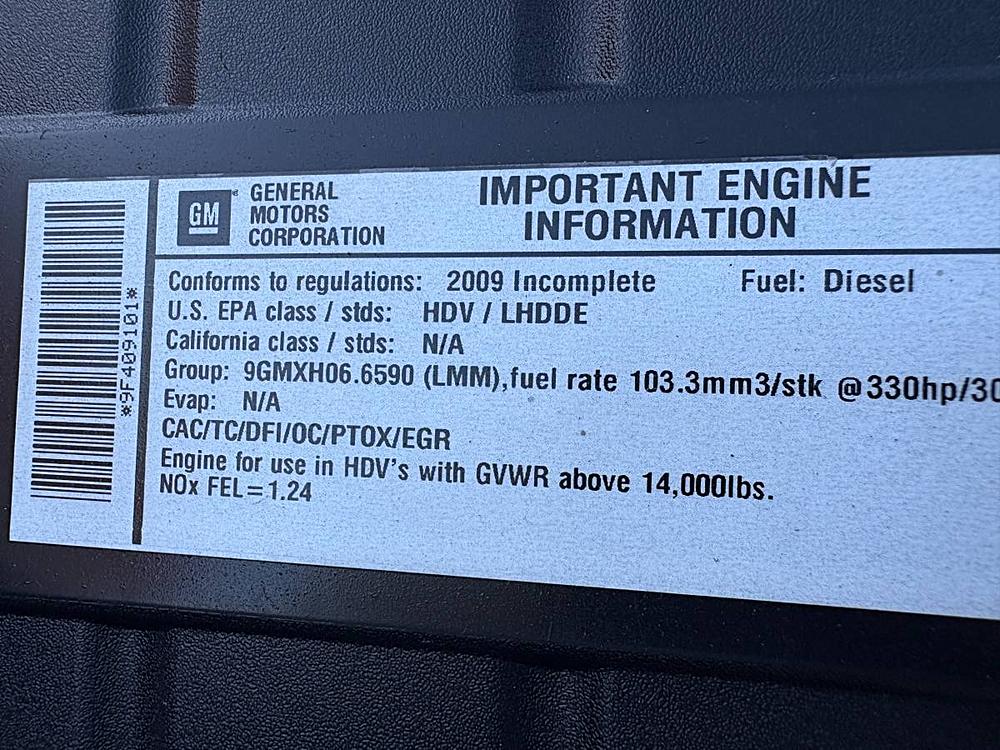 *9F409101*
GM
GENERAL
MOTORS
CORPORATION
IMPORTANT ENGINE
INFORMATION
Conforms to regulations: 2009 Incomplete Fuel: Diesel
U.S. EPA class / stds: HDV / LHDDE
California class / stds: N/A
Group: 9GMXH06.6590 (LMM),fuel rate 103.3mm3/stk @330hp/30
Evap: N/A
CAC/TC/DFI/OC/PTOX/EGR
Engine for use in HDV's with GVWR above 14,000lbs.
NOx FEL=1.24